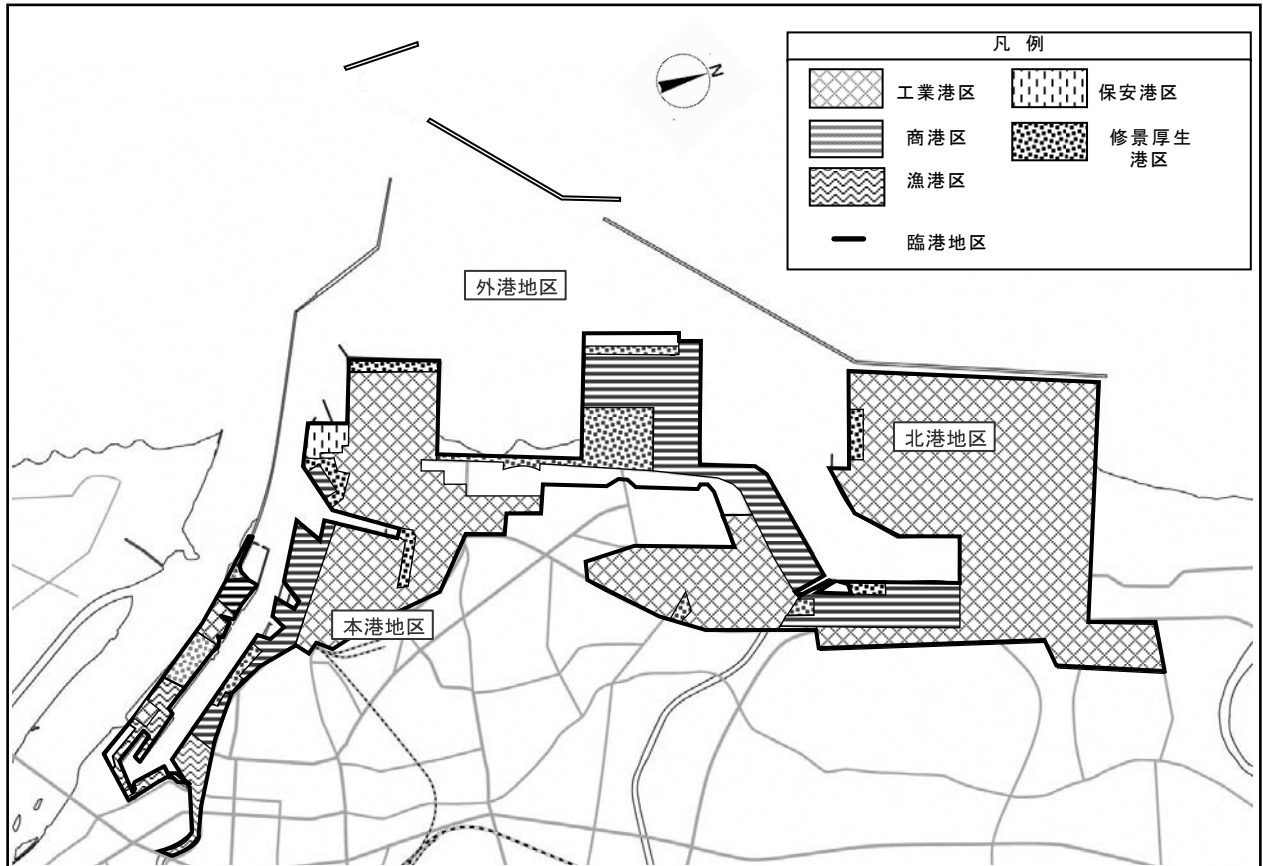 凡 例
工業港区
保安港区
商港区
修景厚生
港区
漁港区
臨港地区
N
外港地区
北港地区
本港地区